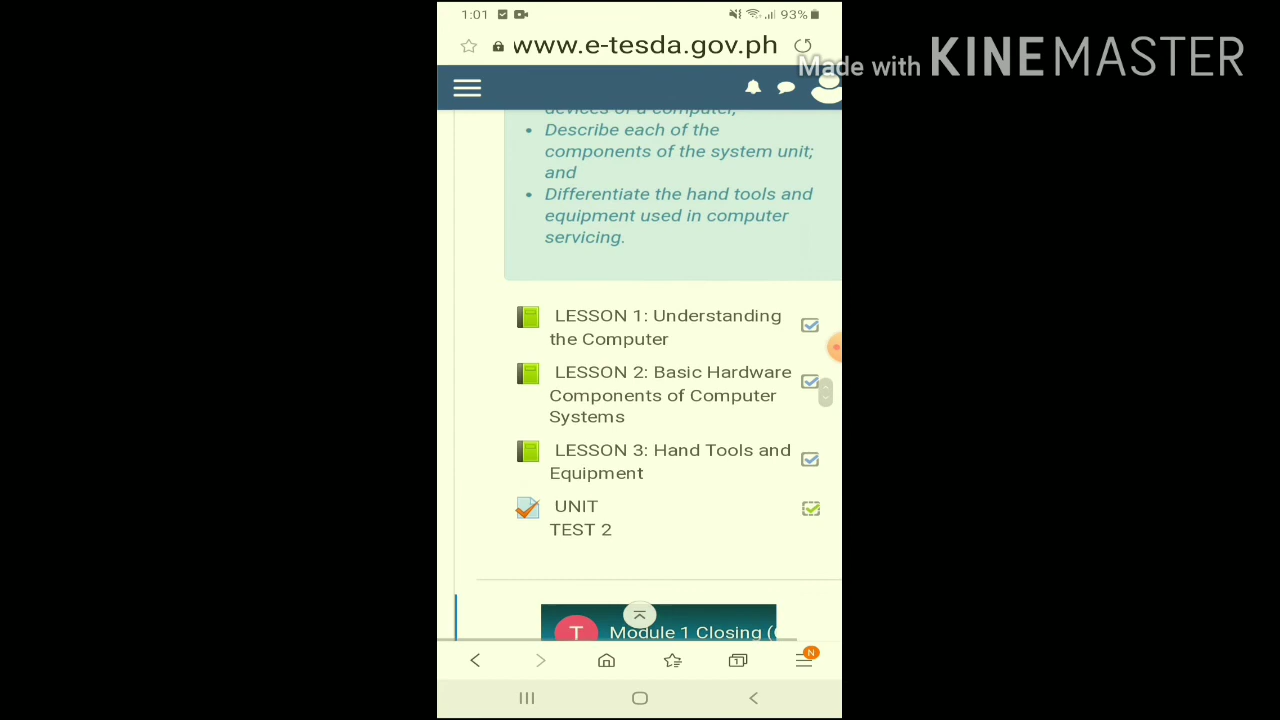 1:01
93%
www.e-tesda.gov.ph
Made with KINEMASTER
devices of a computer;
• Describe each of the
components of the system unit;
and
• Differentiate the hand tools and
equipment used in computer
servicing.
LESSON 1: Understanding
the Computer
LESSON 2: Basic Hardware
Components of Computer
Systems
LESSON 3: Hand Tools and
Equipment
UNIT
TEST 2
T
Module 1 Closing (
1
N